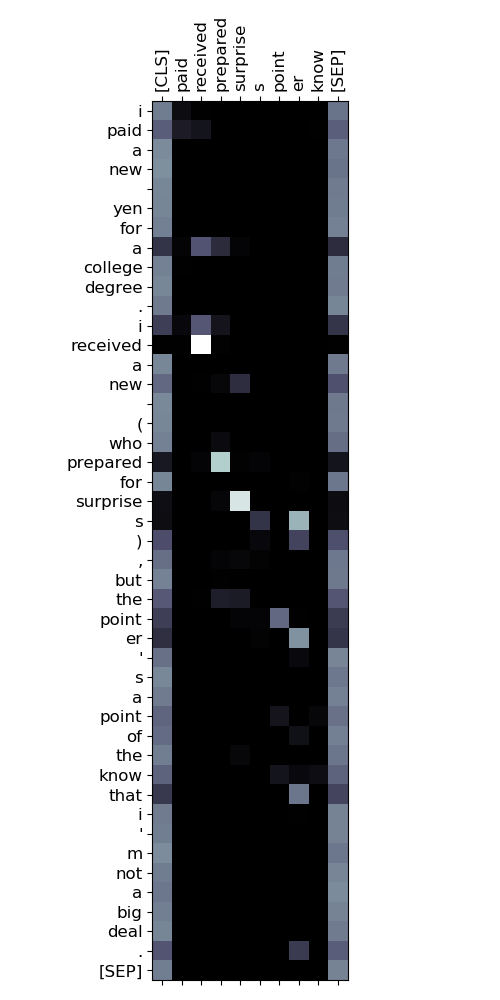 [CLS] paid received prepared surprise s point er know [SEP]
i
paid
a
new
yen
for
a
college
degree
.
i
received
a
new
(
who
prepared
for
surprise
s
)
,
but
the
point
er
'
s
a
point
of
the
know
that
i
'
m
not
a
big
deal
.
[SEP]